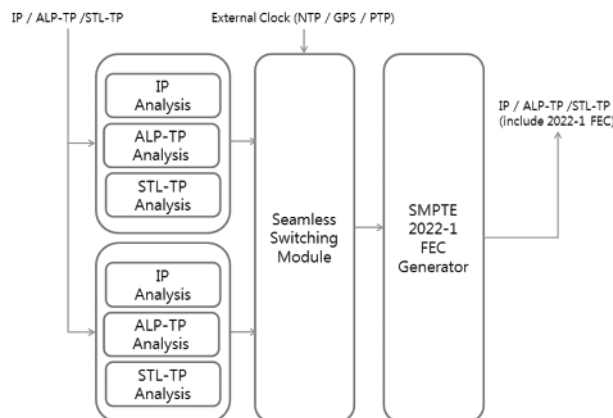 IP / ALP-TP /STL-TP
External Clock (NTP / GPS / PTP)
IP
Analysis
ALP-TP
Analysis
STL-TP
Analysis
IP
Analysis
ALP-TP
Analysis
STL-TP
Analysis
Seamless
Switching
Module
SMPTE
2022-1
FEC
Generator
IP / ALP-TP /STL-TP
(include 2022-1 FEC)